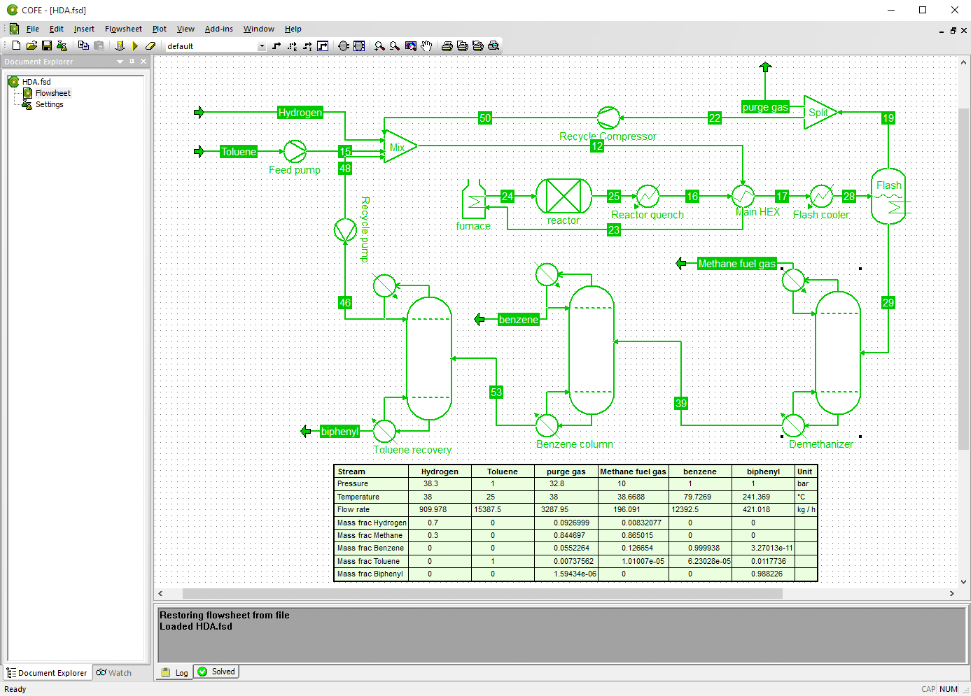 COFE - [HDA.fsd]
File Edit Insert Flowsheet Plot View Add-ins Window Help
default
Document Explorer
HDA.fsd
Flowsheet
Settings
purge gas
Split
Hydrogen
50
22
19
Recycle Compressor
Mix
12
Toluene
15
Feed pump
48
Flash
24
25
16
17
28
Reactor quench
Main HEX
Flash cooler
furnace
reactor
23
Recycle pump
Methane fuel gas
46
29
benzene
53
39
biphenyl
Toluene recovery
Benzene column
Demethanizer
Stream Hydrogen Toluene purge gas Methane fuel gas benzene biphenyl Unit
Pressure 38.3 1 32.8 10 1 1 bar
Temperature 38 25 38 38.6688 79.7269 241.369 °C
Flow rate 909.978 15387.5 3287.95 196.091 12392.5 421.018 kg / h
Mass frac Hydrogen 0.7 0 0.0926999 0.00832077 0 0
Mass frac Methane 0.3 0 0.844697 0.865015 0 0
Mass frac Benzene 0 0 0.0552264 0.126654 0.999938 3.27013e-11
Mass frac Toluene 0 1 0.00737562 1.01007e-05 6.23028e-05 0.0117736
Mass frac Biphenyl 0 0 1.59434e-06 0 0 0.988226
Restoring flowsheet from file
Loaded HDA.fsd
Document Explorer Watch
Log Solved
Ready
CAP NUM